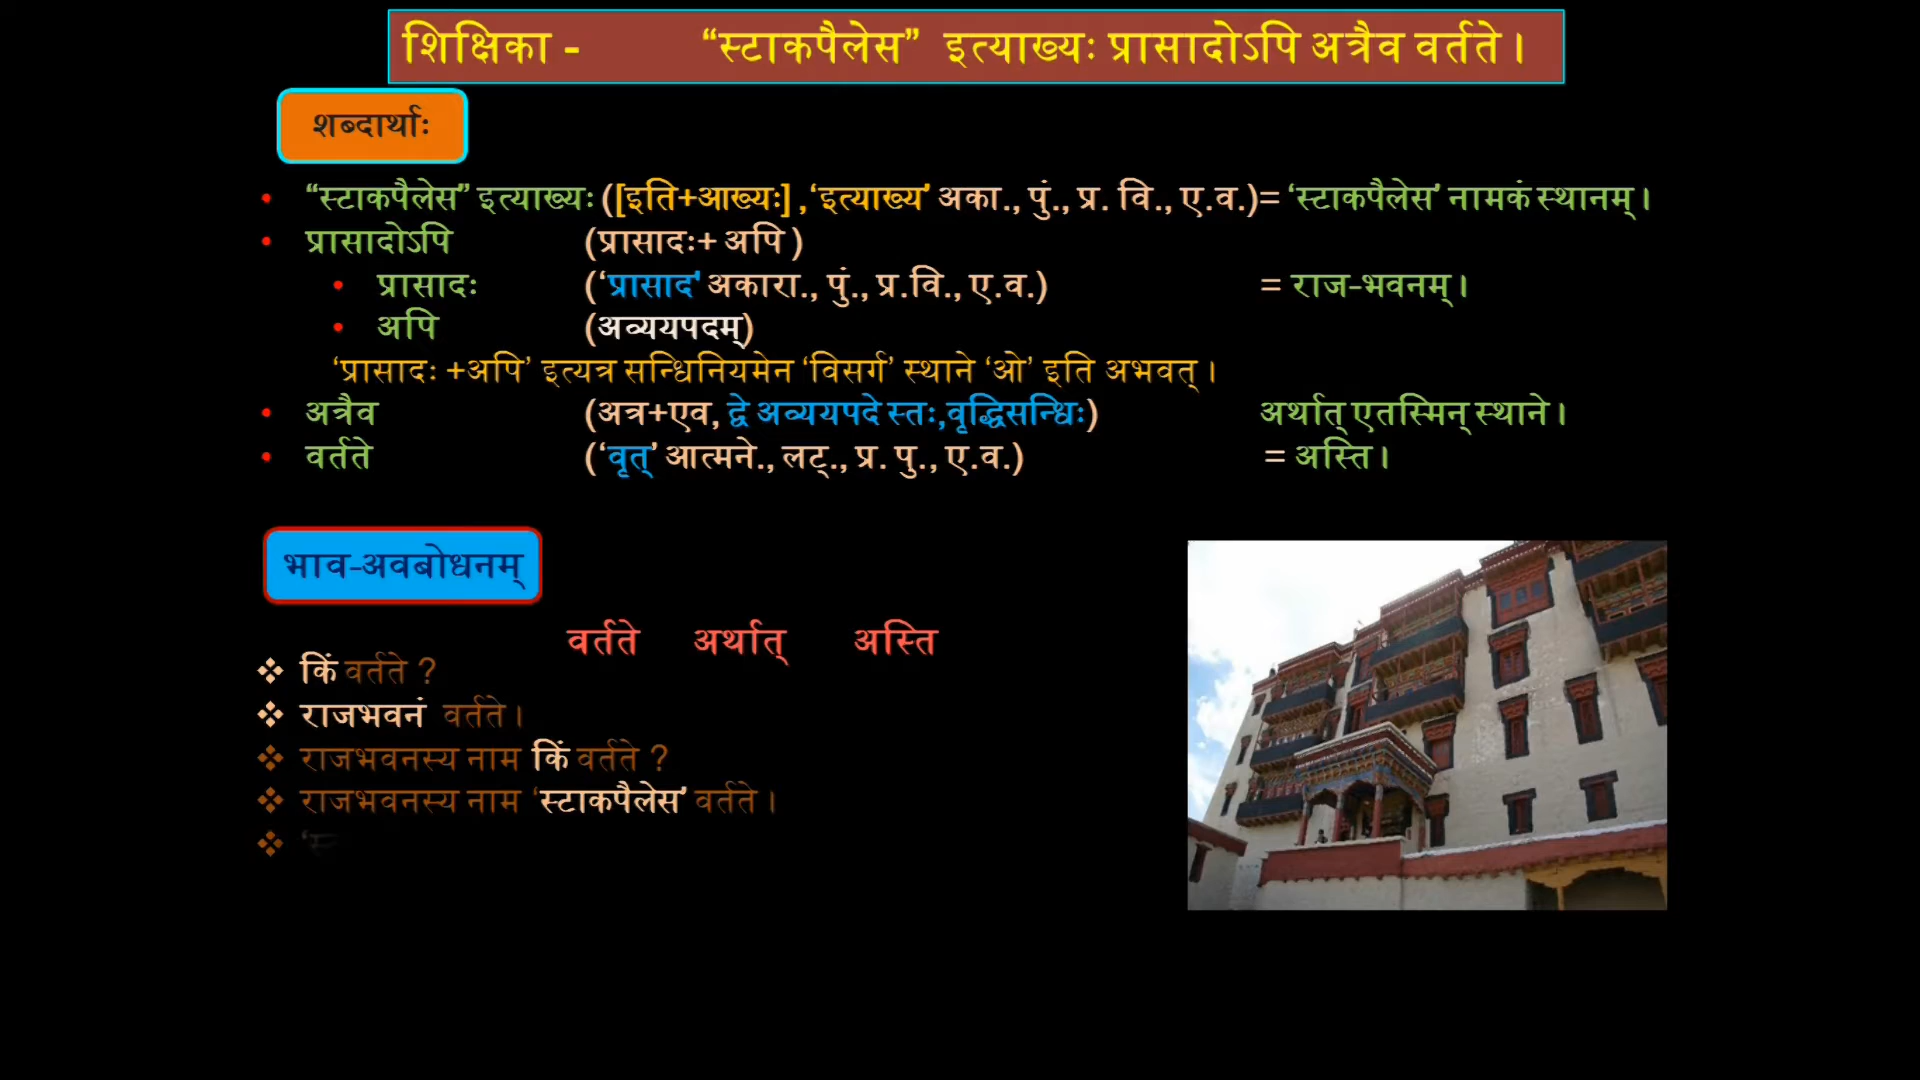 शिक्षिका - “स्टाकपैलेस” इत्याख्यः प्रासादोऽपि अत्रैव वर्तते ।
शब्दार्थाः
• “स्टाकपैलेस” इत्याख्यः ([इति+आख्यः] ,‘इत्याख्य’ अका., पुं., प्र. वि., ए.व.)= ‘स्टाकपैलेस’ नामकं स्थानम् ।
• प्रासादोऽपि (प्रासादः+ अपि )
• प्रासादः (‘प्रासाद’ अकारा., पुं., प्र.वि., ए.व.) = राज-भवनम् ।
• अपि (अव्ययपदम्)
‘प्रासादः +अपि’ इत्यत्र सन्धिनियमेन ‘विसर्ग’ स्थाने ‘ओ’ इति अभवत् ।
• अत्रैव (अत्र+एव, द्वे अव्ययपदे स्तः,वृद्धिसन्धिः) अर्थात् एतस्मिन् स्थाने ।
• वर्तते (‘वृत्’ आत्मने., लट्., प्र. पु., ए.व.) = अस्ति ।
भाव-अवबोधनम्
वर्तते अर्थात् अस्ति
❖ किं वर्तते ?
❖ राजभवनं वर्तते ।
❖ राजभवनस्य नाम किं वर्तते ?
❖ राजभवनस्य नाम ‘स्टाकपैलेस’ वर्तते ।